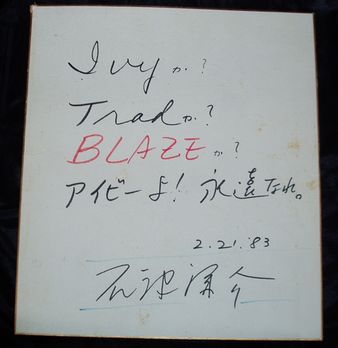 Ivyか?
Tradか?
BLAZEか?
アイビーよ!永遠なれ。
2.21.'83
石津謙介